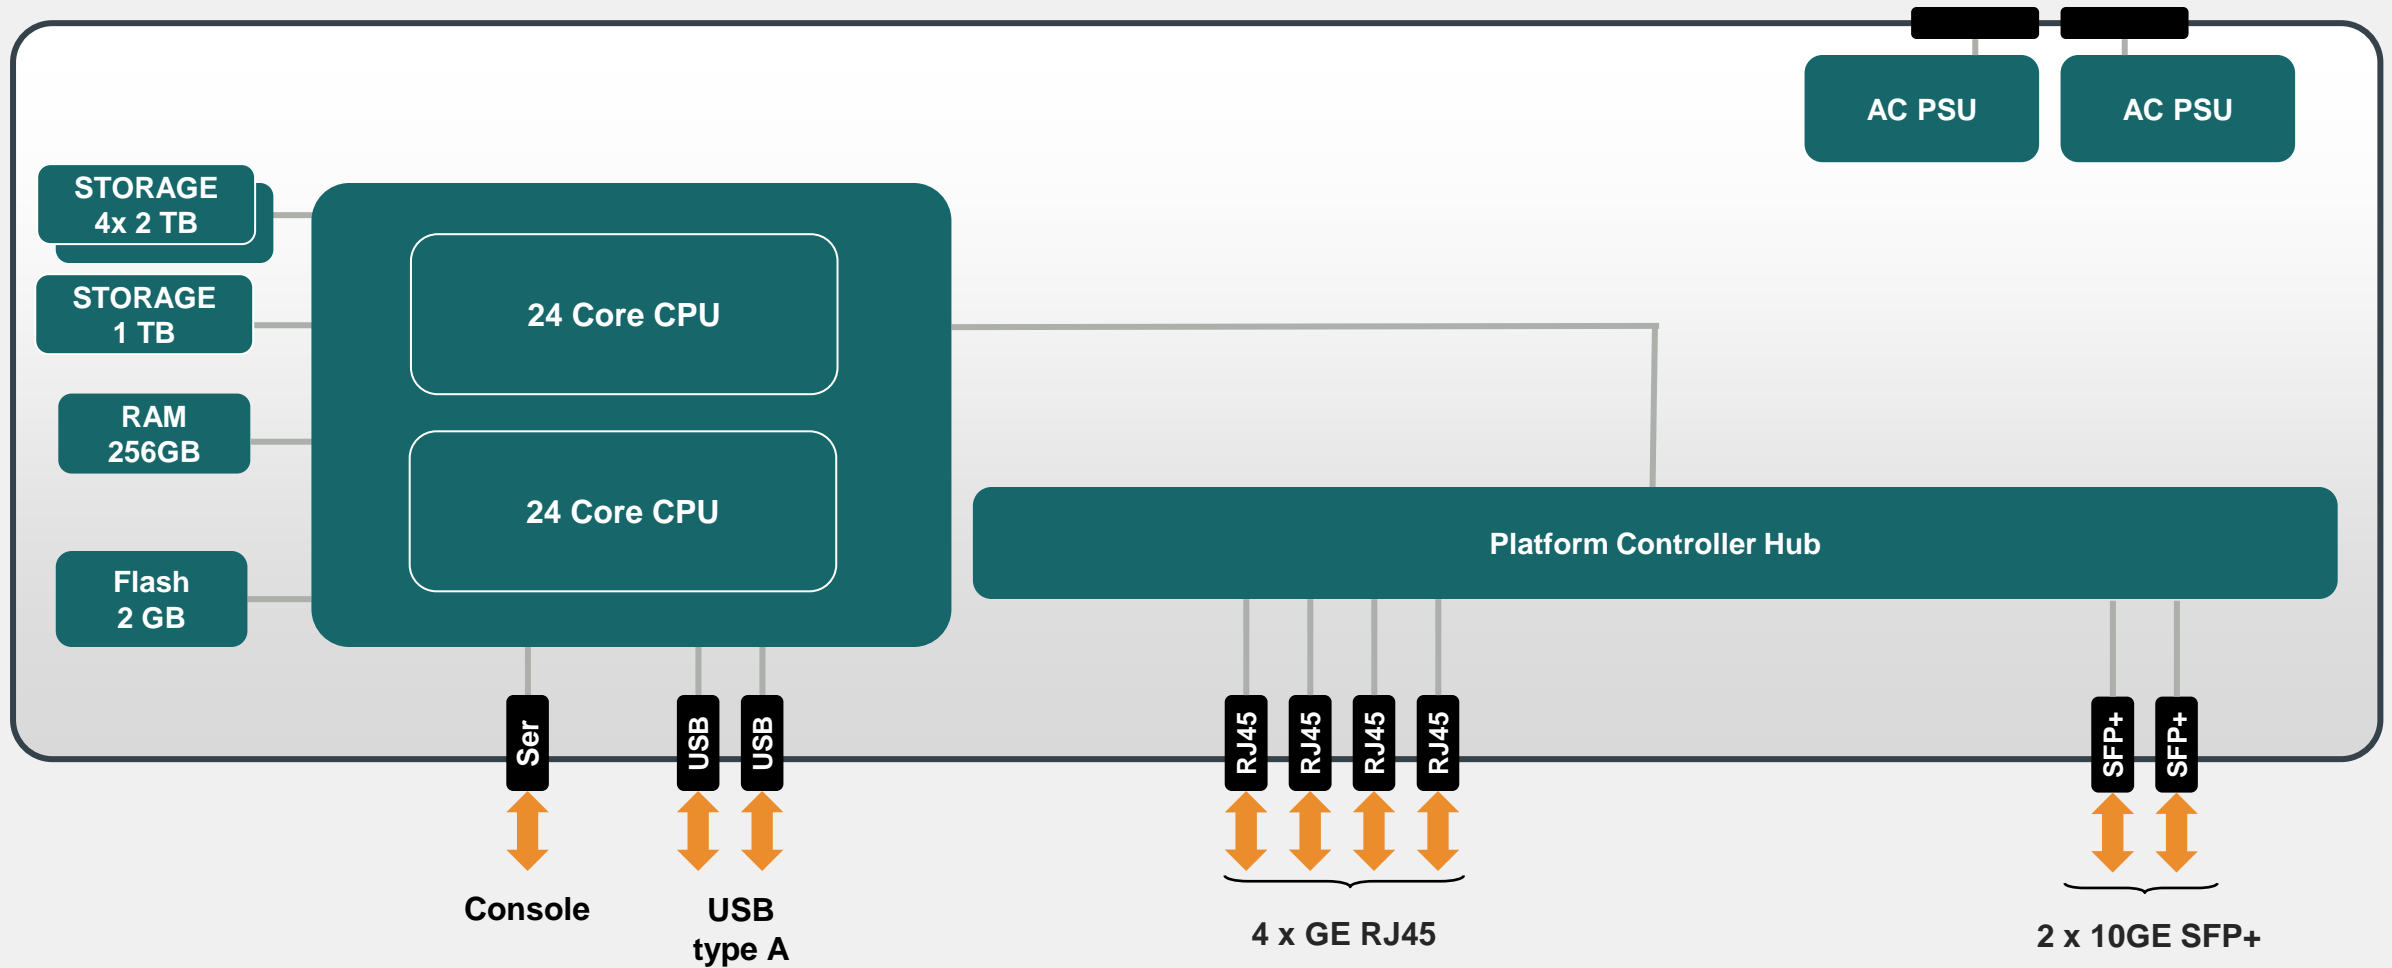 AC PSU
AC PSU
STORAGE
4x 2 TB
STORAGE
1 TB
RAM
256GB
Flash
2 GB
24 Core CPU
24 Core CPU
Platform Controller Hub
Ser
USB
USB
RJ45
RJ45
RJ45
RJ45
SFP+
SFP+
Console
USB
type A
4 x GE RJ45
2 x 10GE SFP+